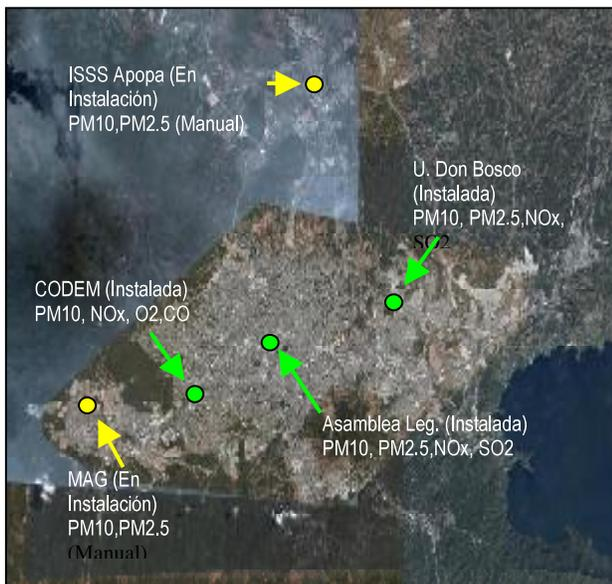 ISSS Apopa (En
Instalación)
PM10,PM2.5 (Manual)
U. Don Bosco
(Instalada)
PM10, PM2.5,NOx,
SO2
CODEM (Instalada)
PM10, NOx, O2,CO
Asamblea Leg. (Instalada)
PM10, PM2.5,NOx, SO2
MAG (En
Instalación)
PM10,PM2.5
(Manual)